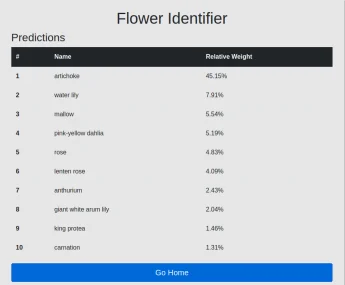 Flower Identifier
Predictions
# Name Relative Weight
1 artichoke 45.15%
2 water lily 7.91%
3 mallow 5.54%
4 pink-yellow dahlia 5.19%
5 rose 4.83%
6 lenten rose 4.09%
7 anthurium 2.43%
8 giant white arum lily 2.04%
9 king protea 1.46%
10 carnation 1.31%
Go Home